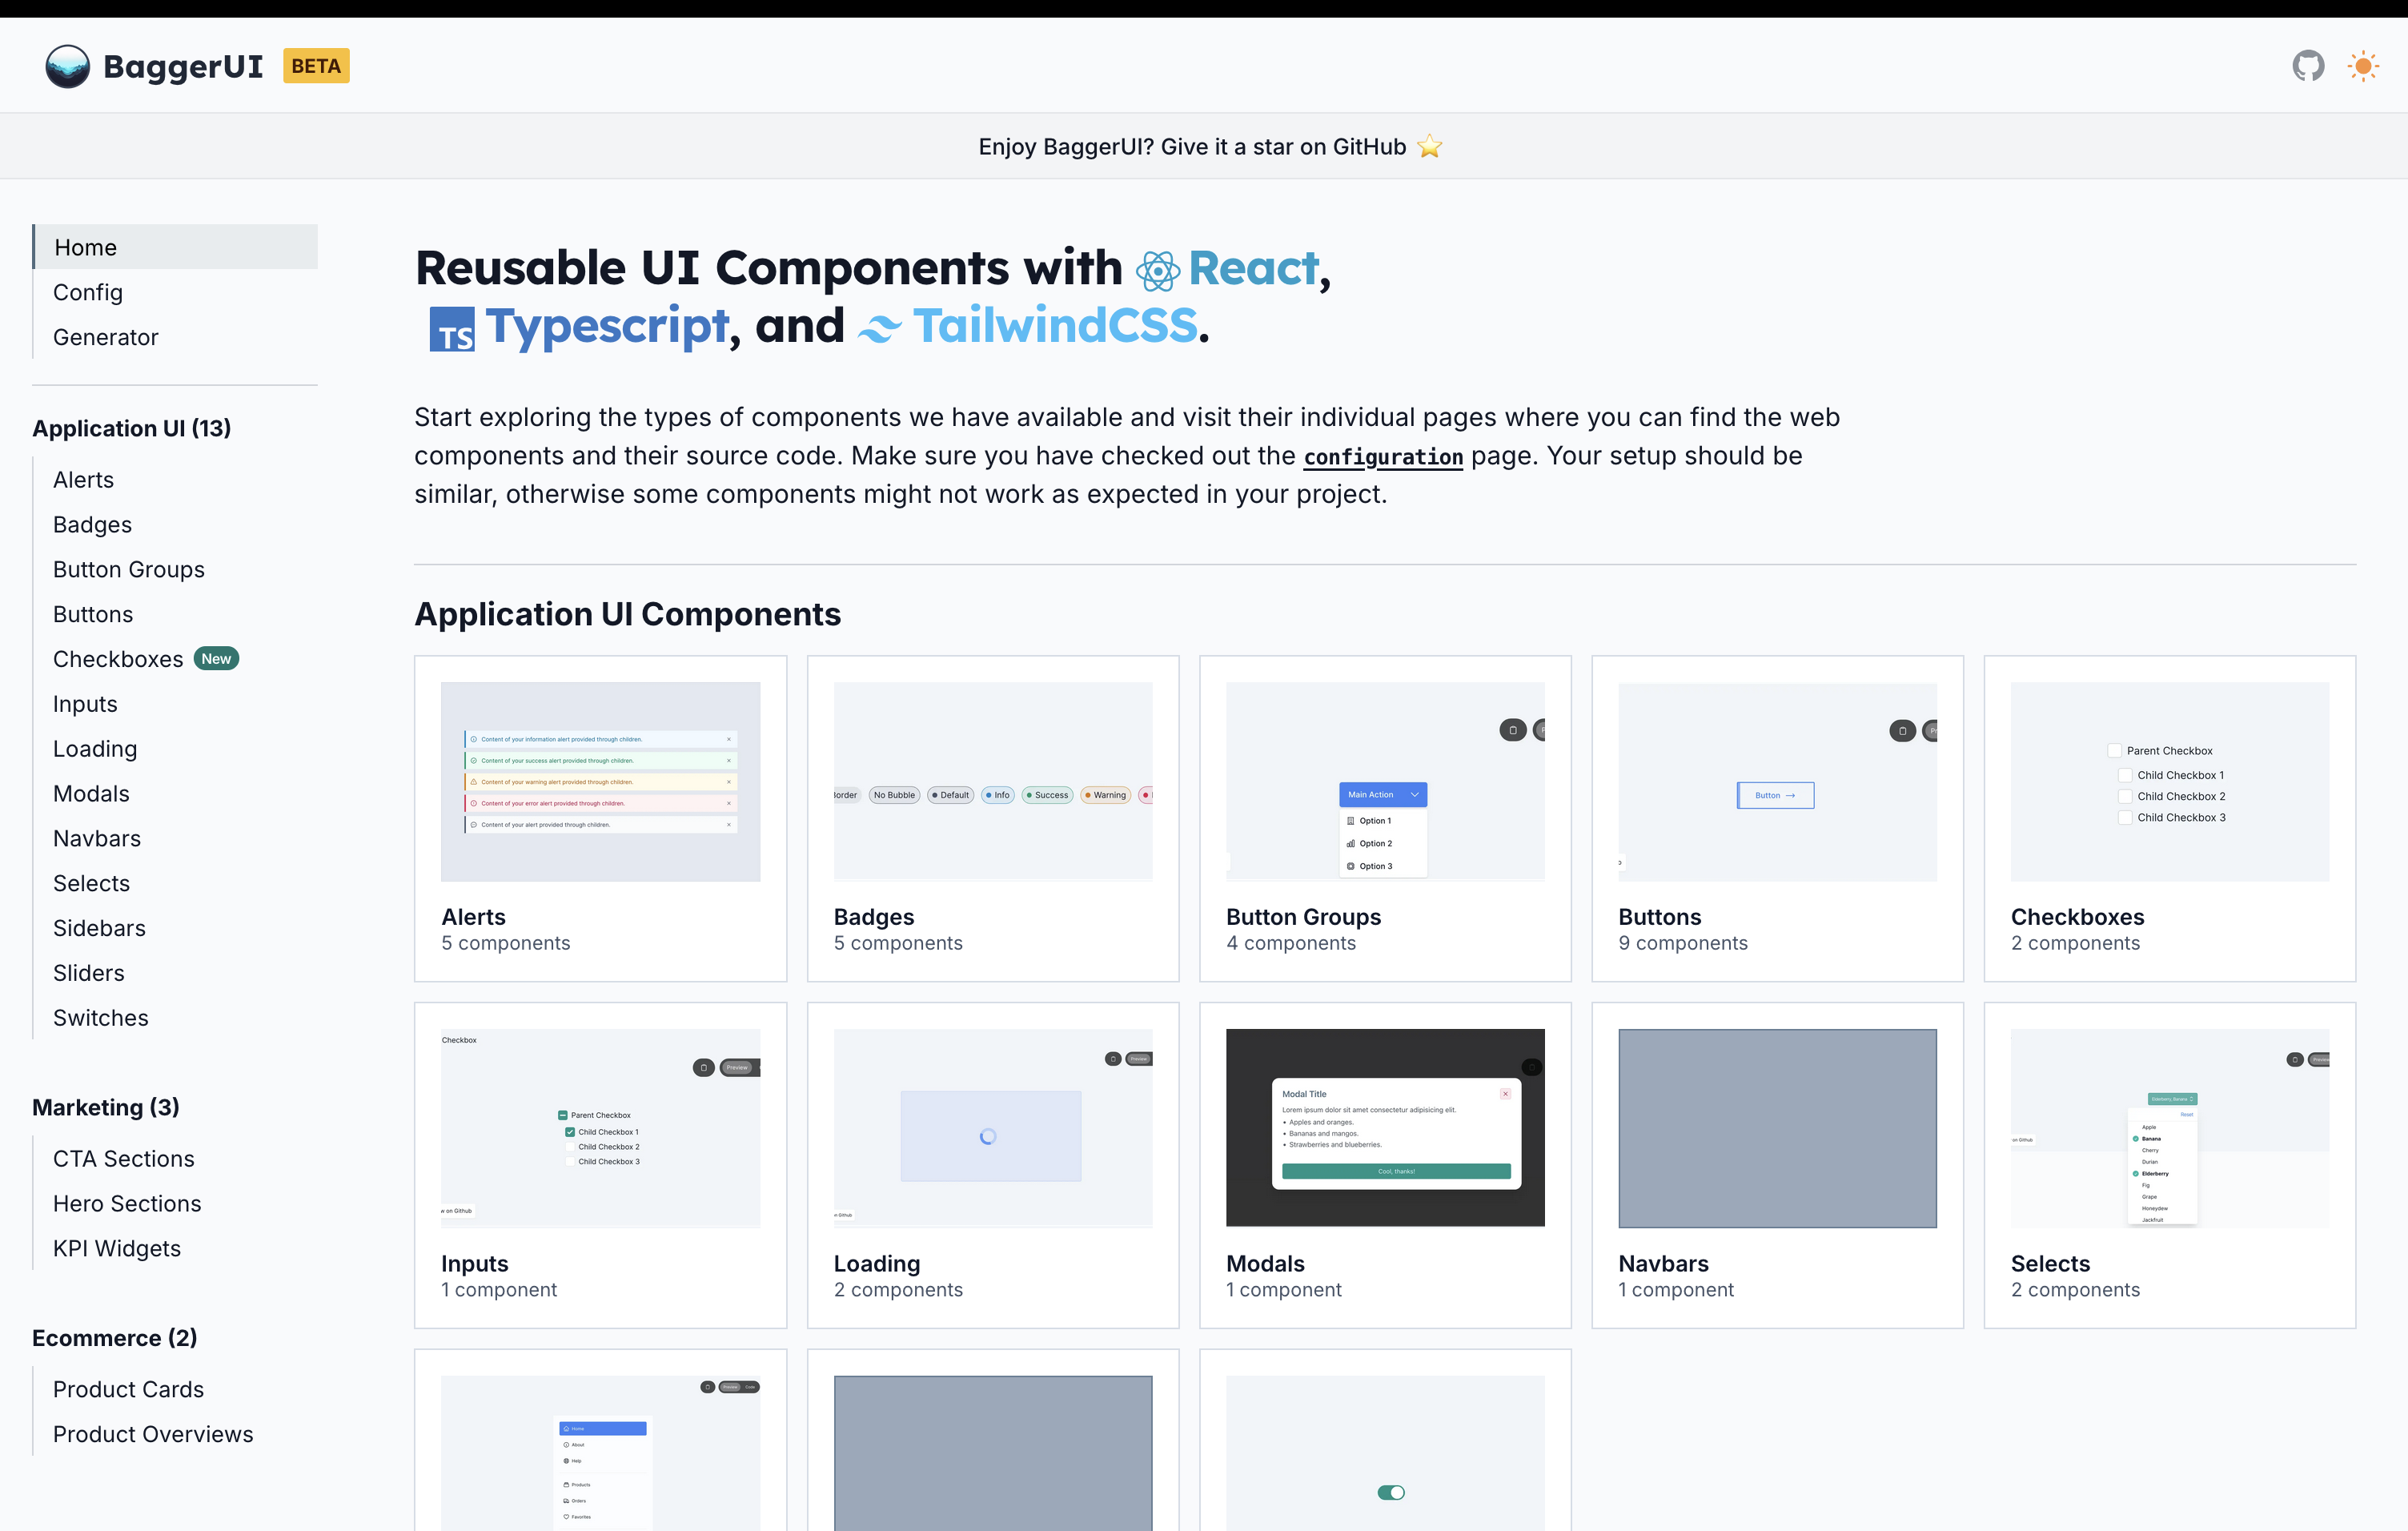 BaggerUI BETA
Enjoy BaggerUI? Give it a star on GitHub ⭐
Home
Config
Generator
Application UI (13)
Alerts
Badges
Button Groups
Buttons
Checkboxes New
Inputs
Loading
Modals
Navbars
Selects
Sidebars
Sliders
Switches
Marketing (3)
CTA Sections
Hero Sections
KPI Widgets
Ecommerce (2)
Product Cards
Product Overviews
Reusable UI Components with React,
TS Typescript, and TailwindCSS.
Start exploring the types of components we have available and visit their individual pages where you can find the web
components and their source code. Make sure you have checked out the configuration page. Your setup should be
similar, otherwise some components might not work as expected in your project.
Application UI Components
Content of your information alert provided through children.
Content of your success alert provided through children.
Content of your warning alert provided through children.
Content of your error alert provided through children.
Content of your alert provided through children.
Alerts
5 components
No Bubble Default Info Success Warning
Badges
5 components
Main Action
Option 1
Option 2
Option 3
Button Groups
4 components
Button →
Buttons
9 components
Parent Checkbox
Child Checkbox 1
Child Checkbox 2
Child Checkbox 3
Checkboxes
2 components
Checkbox
Preview
Parent Checkbox
Child Checkbox 1
Child Checkbox 2
Child Checkbox 3
w on Github
Inputs
1 component
Preview
Github
Loading
2 components
Modal Title
Lorem ipsum dolor sit amet consectetur adipisicing elit.
• Apples and oranges.
• Bananas and mangos.
• Strawberries and blueberries.
Cool, thanks!
Modals
1 component
Navbars
1 component
Elderberry, Banana
Reset
Apple
Banana
Cherry
Durian
Elderberry
Fig
Grape
Honeydew
Jackfruit
on Github
Selects
2 components
Preview Code
Home
About
Help
Products
Orders
Favorites